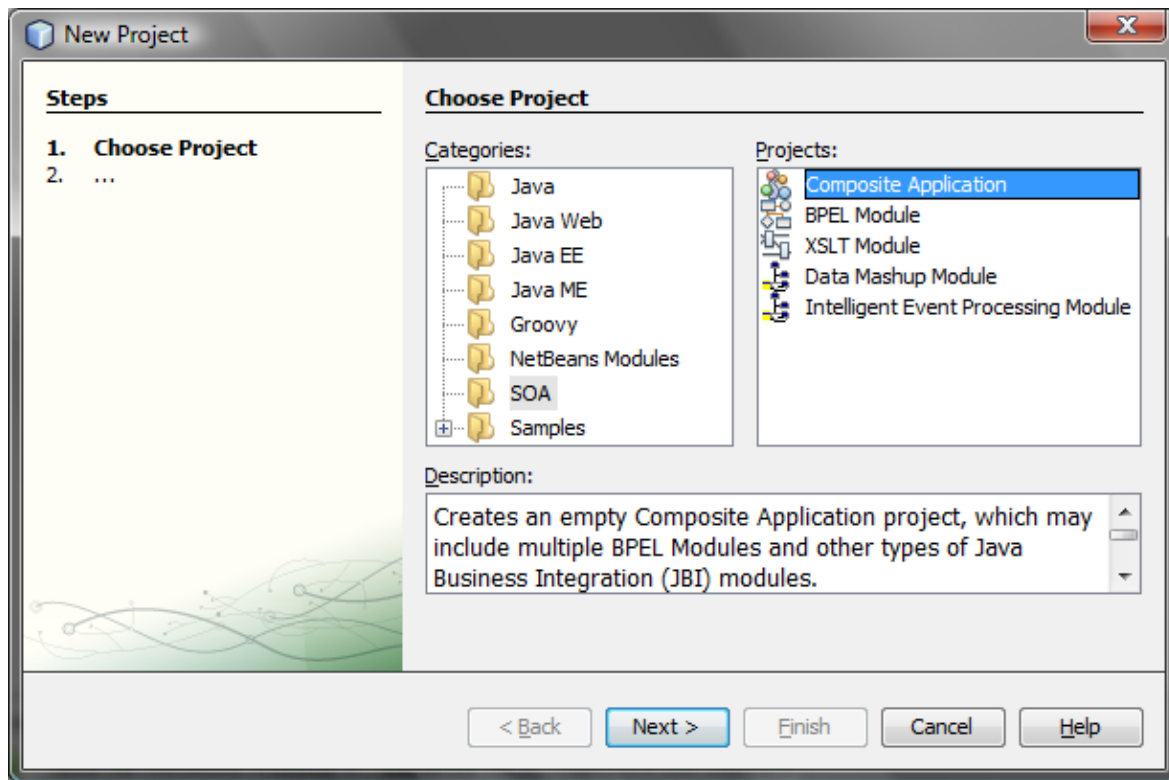 New Project
Steps
1. Choose Project
2. ...
Choose Project
Categories:
Java
Java Web
Java EE
Java ME
Groovy
NetBeans Modules
SOA
Samples
Projects:
Composite Application
BPEL Module
XSLT Module
Data Mashup Module
Intelligent Event Processing Module
Description:
Creates an empty Composite Application project, which may
include multiple BPEL Modules and other types of Java
Business Integration (JBI) modules.
< Back
Next >
Finish
Cancel
Help